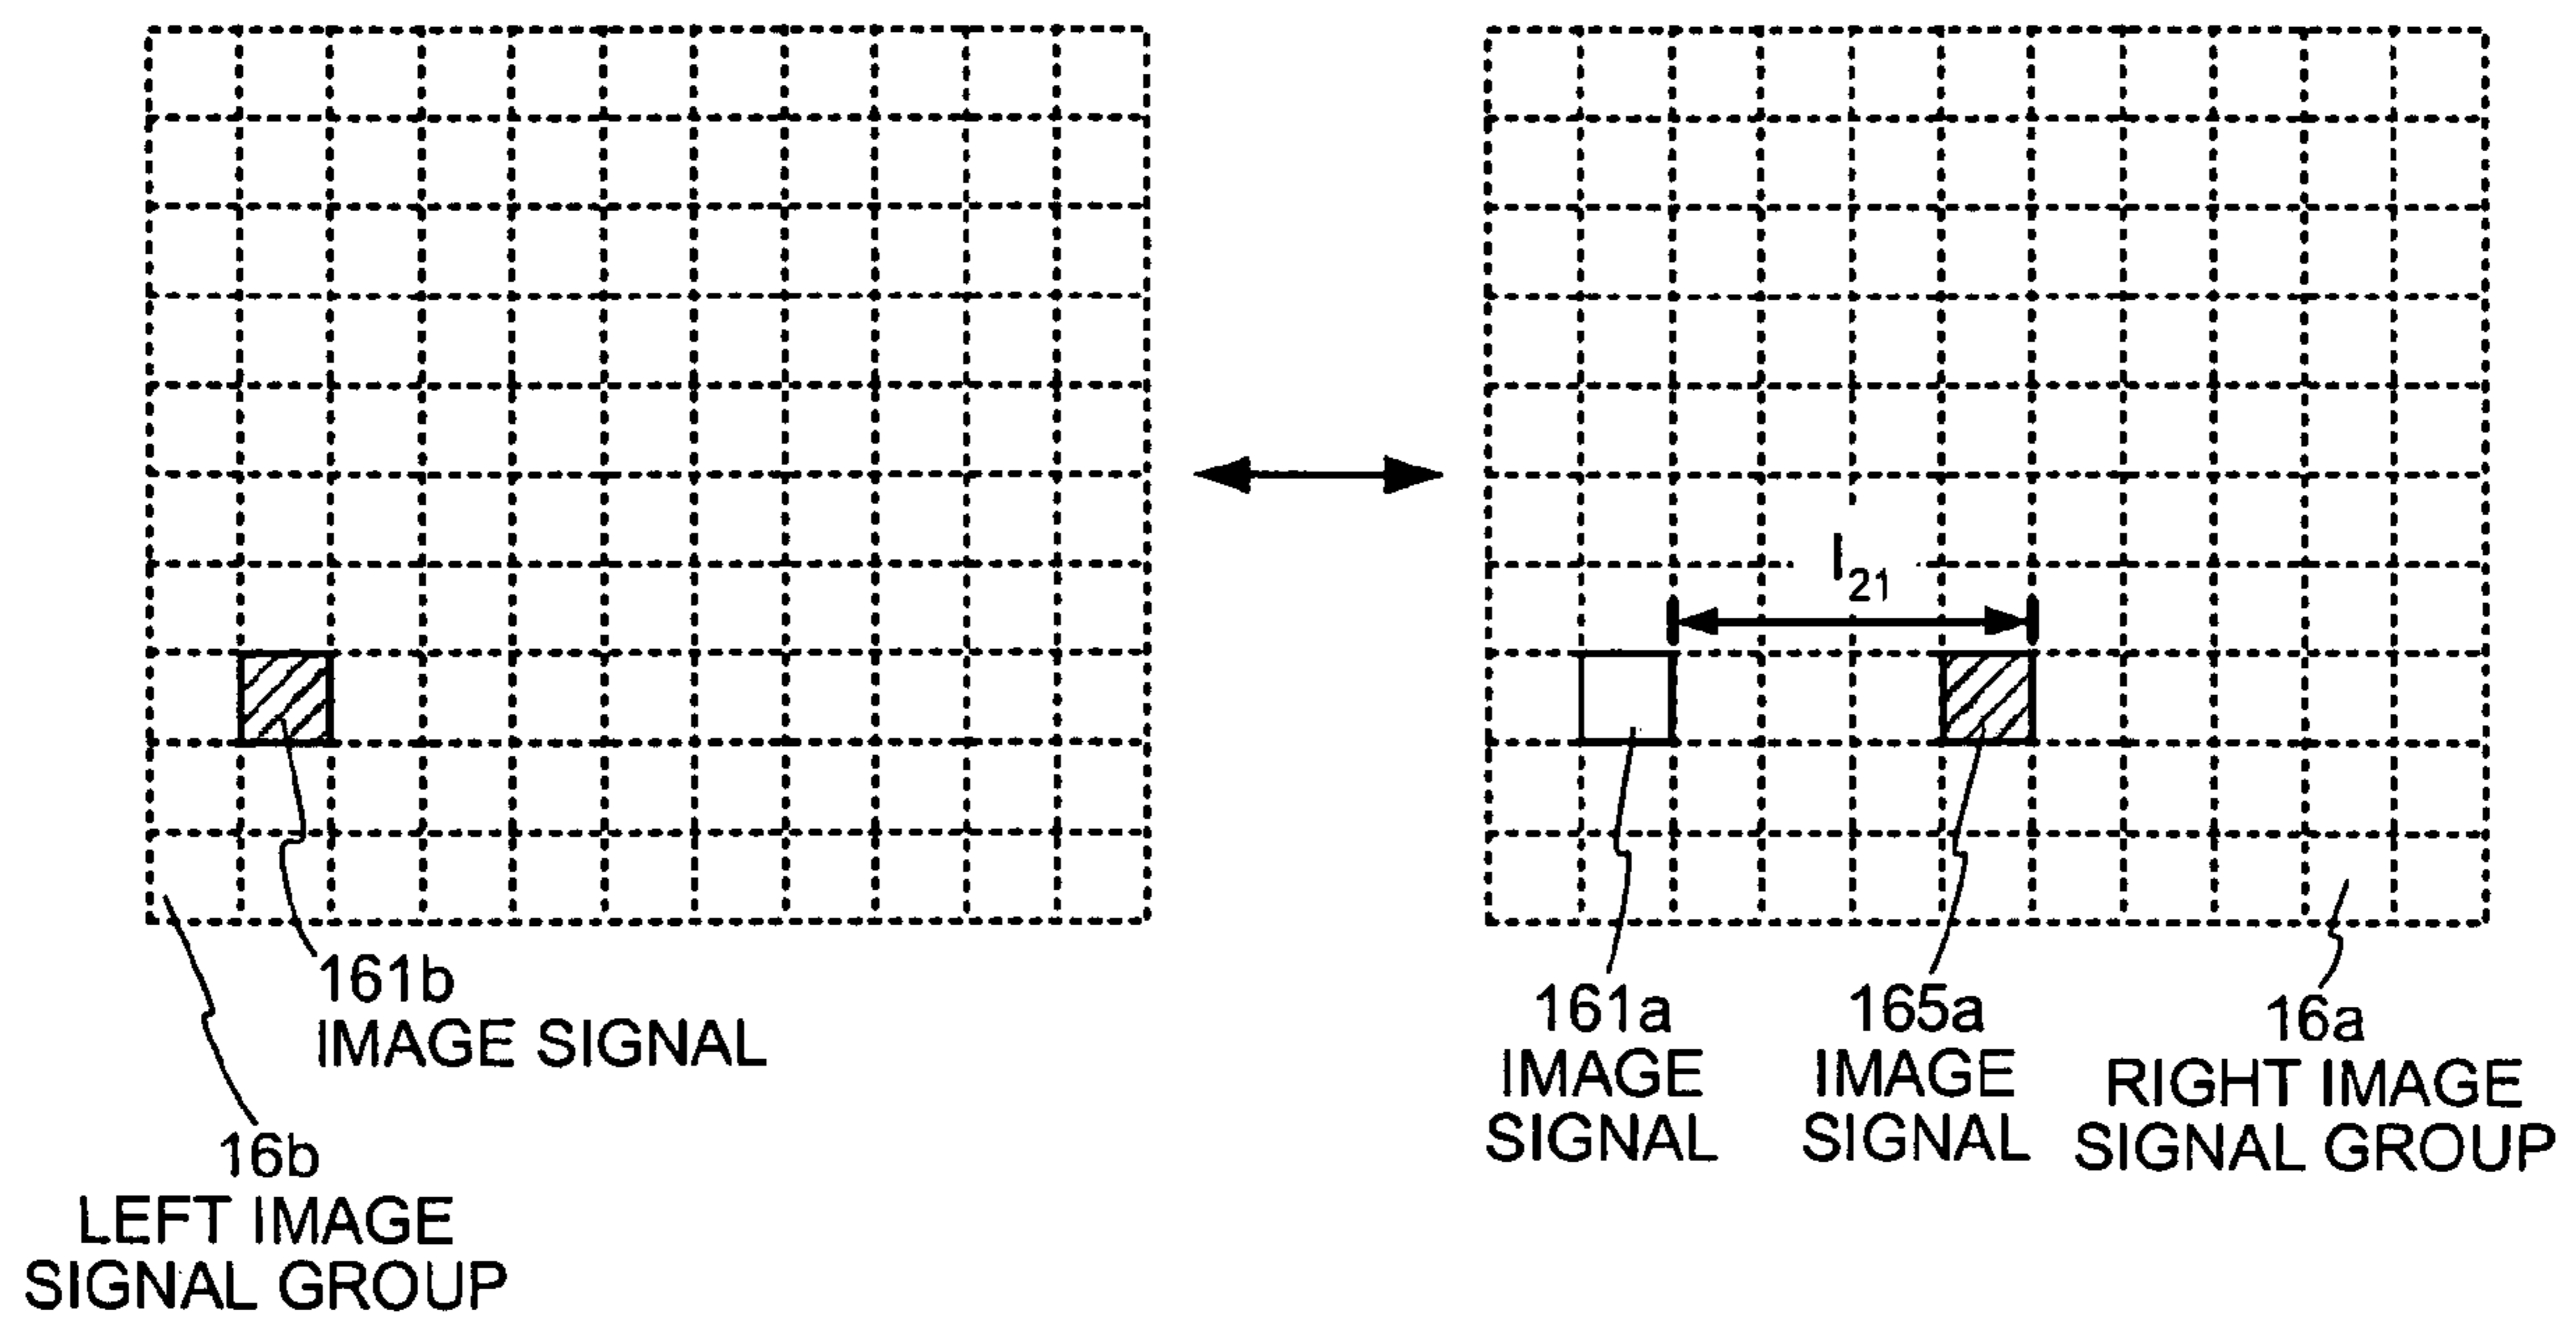 l21
161b
IMAGE SIGNAL
16b
LEFT IMAGE
SIGNAL GROUP
161a
IMAGE
SIGNAL
165a
IMAGE
SIGNAL
16a
RIGHT IMAGE
SIGNAL GROUP